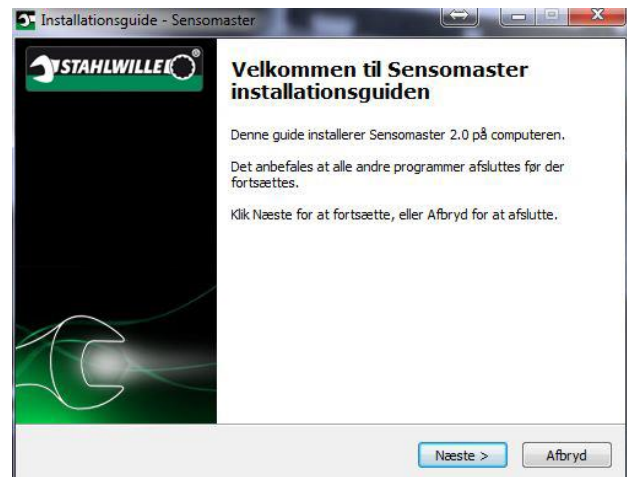 Installationsguide - Sensomaster
STAHLWILLE
Velkommen til Sensomaster
installationsguiden
Denne guide installerer Sensomaster 2.0 på computeren.
Det anbefales at alle andre programmer afsluttes før der
fortsættes.
Klik Næste for at fortsætte, eller Afbryd for at afslutte.
Næste >
Afbryd